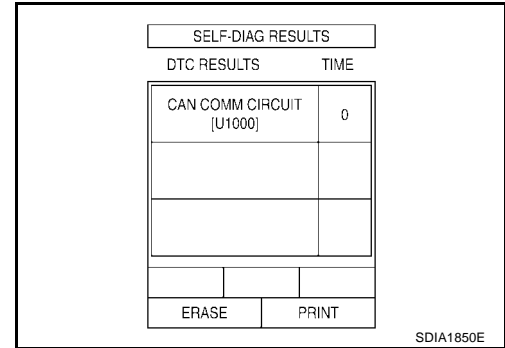 SELF-DIAG RESULTS
DTC RESULTS TIME
CAN COMM CIRCUIT 0
[U1000]
ERASE PRINT
SDIA1850E